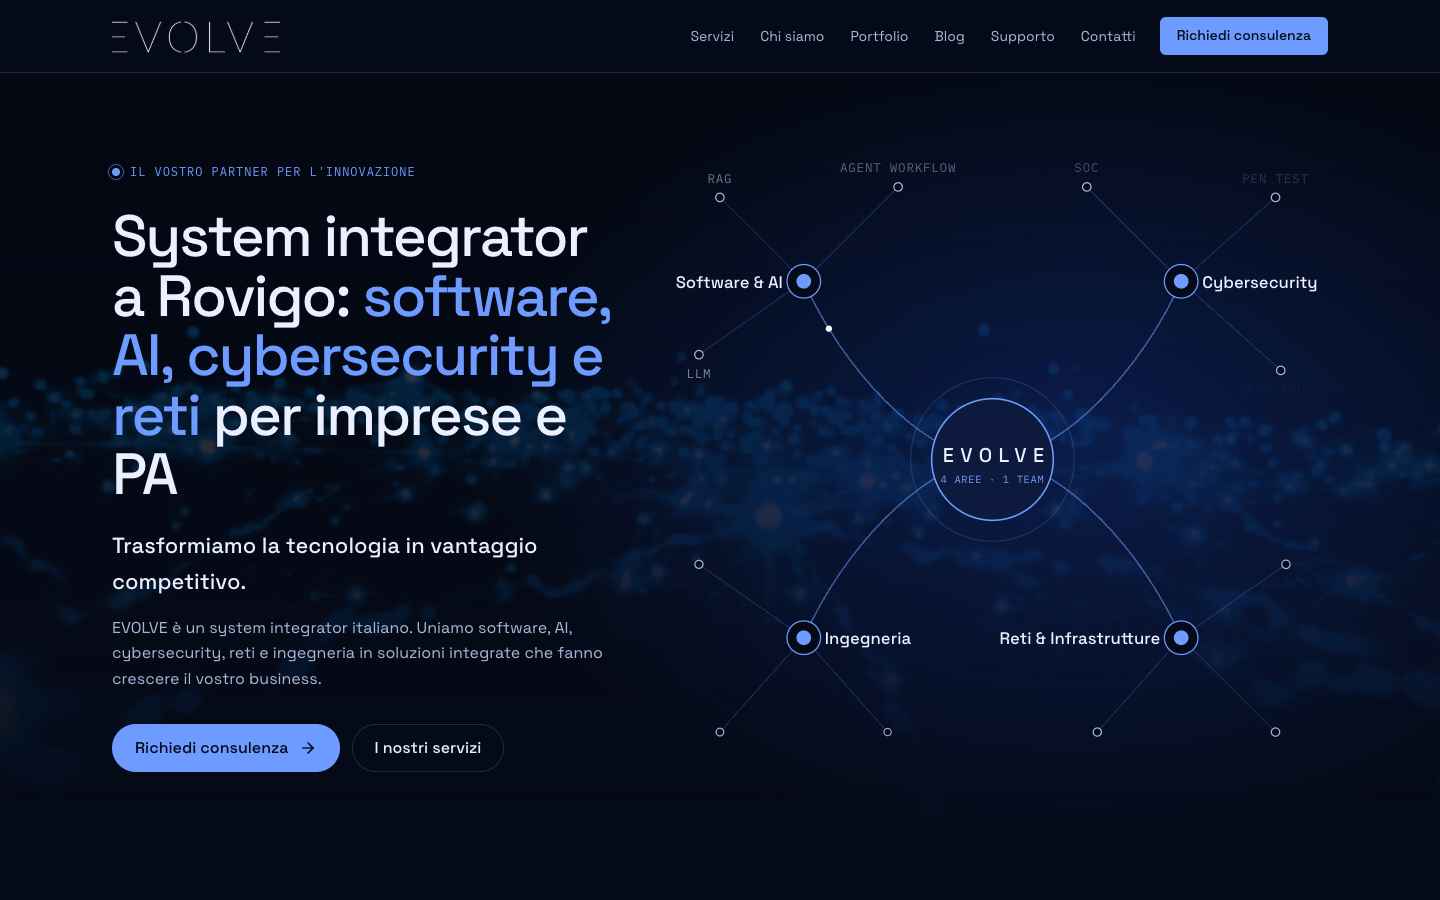 EVOLVE
Servizi
Chi siamo
Portfolio
Blog
Supporto
Contatti
Richiedi consulenza
IL VOSTRO PARTNER PER L'INNOVAZIONE
System integrator
a Rovigo: software,
AI, cybersecurity e
reti per imprese e
PA
Trasformiamo la tecnologia in vantaggio
competitivo.
EVOLVE è un system integrator italiano. Uniamo software, AI,
cybersecurity, reti e ingegneria in soluzioni integrate che fanno
crescere il vostro business.
Richiedi consulenza
I nostri servizi
RAG
AGENT WORKFLOW
SOC
PEN TEST
Software & AI
Cybersecurity
LLM
ZERO TRUST
EVOLVE
4 AREE · 1 TEAM
Ingegneria
Reti & Infrastrutture